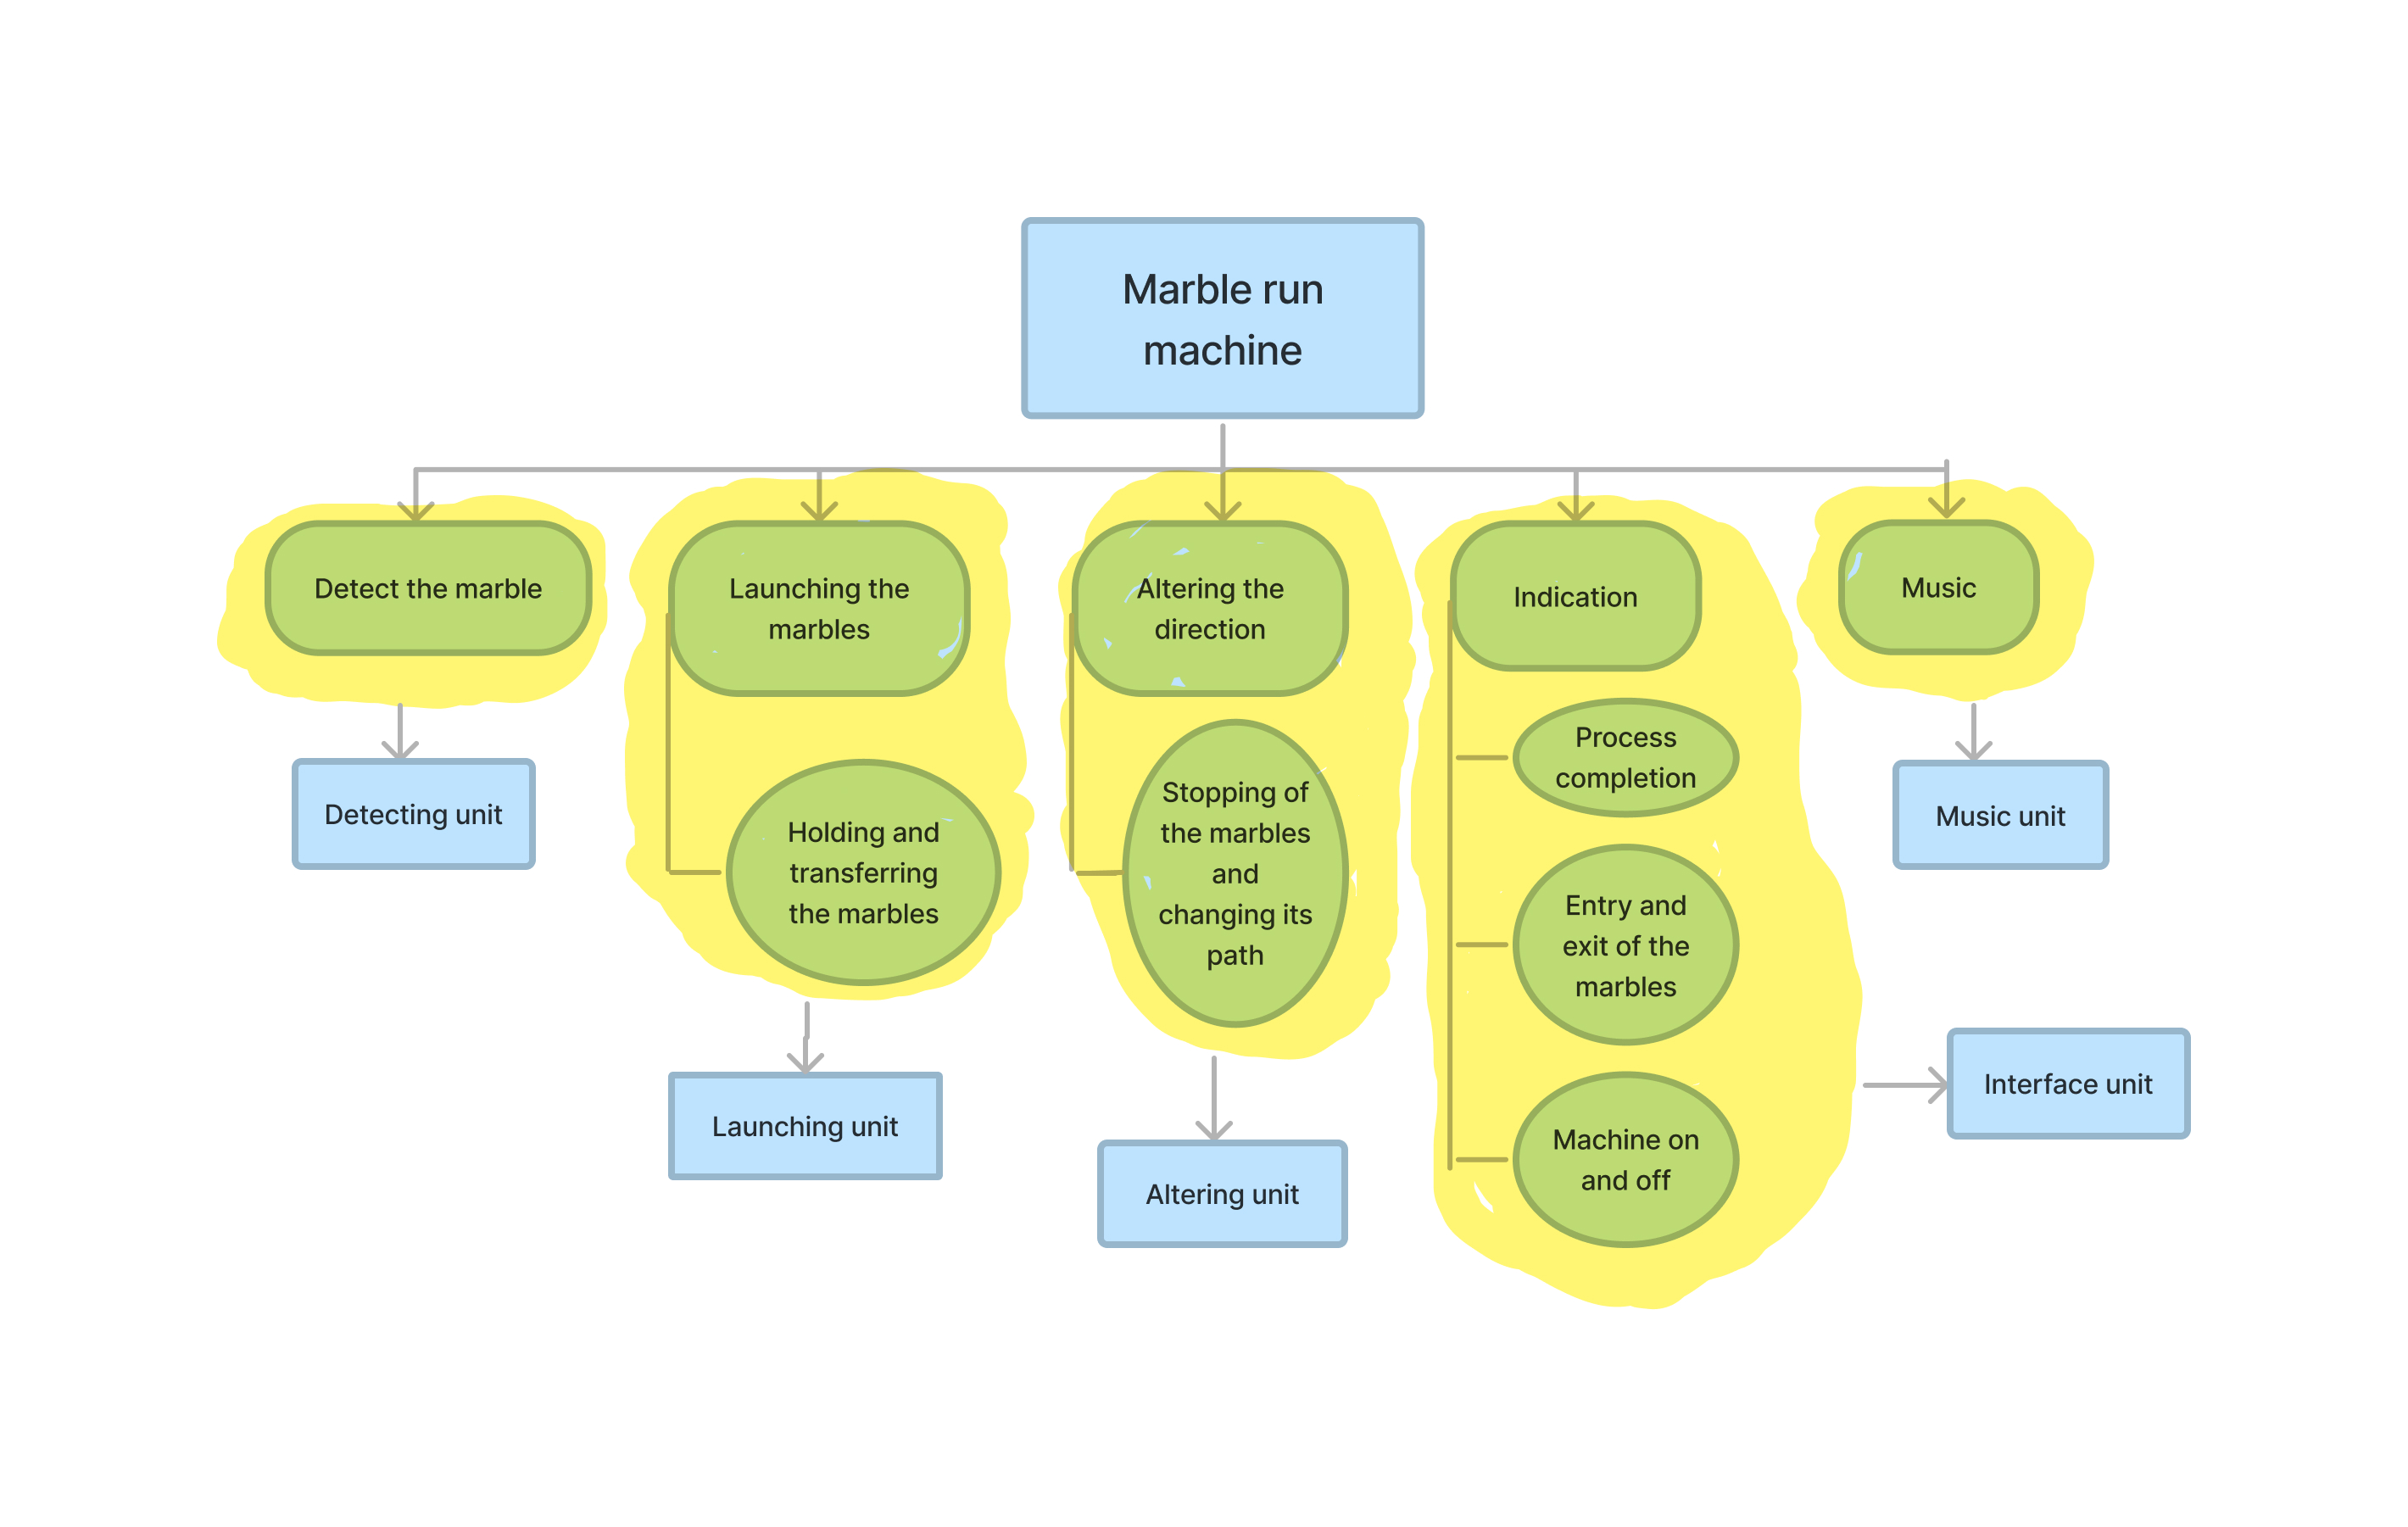 Marble run
machine
Detect the marble
Launching the
marbles
Altering the
direction
Indication
Music
Process
completion
Stopping of
the marbles
and
changing its
path
Detecting unit
Holding and
transferring
the marbles
Music unit
Entry and
exit of the
marbles
Interface unit
Launching unit
Machine on
and off
Altering unit